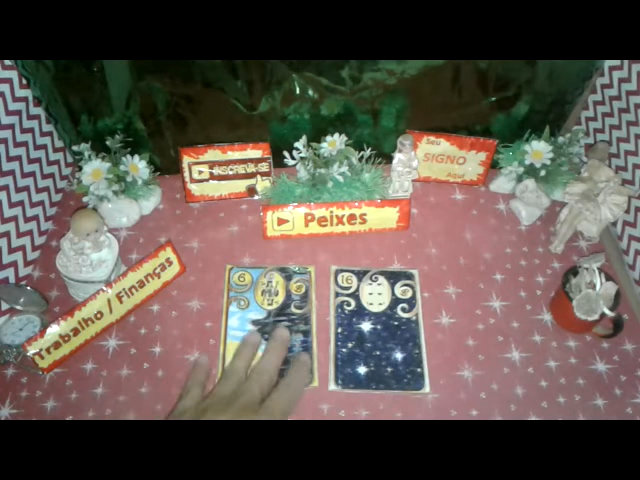 INSCREVA-SE
Seu
SIGNO
Aqui
Peixes
Trabalho / Finanças
6
16